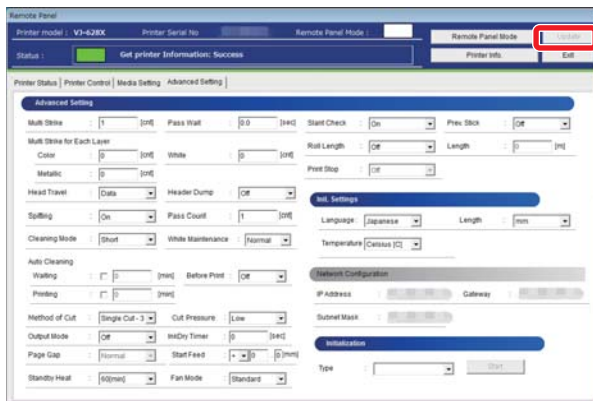 Remote Panel
Printer model : VJ-628X Printer Serial No Remote Panel Mode : Remote Panel Mode Update
Status : Get printer Information: Success Printer Info. Exit
Printer Status Printer Control Media Setting Advanced Setting
Advanced Setting
Multi Strike : 1 [cnt] Pass Wait : 0.0 [sec] Slant Check : On Prev. Stick : Off
Multi Strike for Each Layer Roll Length : Off Length : 0 [m]
Color : 0 [cnt] White : 0 [cnt]
Metallic : 0 [cnt] Print Stop : Off
Head Travel : Data Header Dump : Off Init. Settings
Spitting : On Pass Count : 1 [cnt] Language : Japanese Length : mm
Cleaning Mode : Short White Maintenance : Normal Temperature Celsius [C]
Auto Cleaning
Waiting : 0 [min] Before Print : Off Network Configuration
Printing : 0 [min] IP Address : Gateway :
Method of Cut : Single Cut - 3 Cut Pressure : Low Subnet Mask :
Output Mode : Off InkDry Timer : 0 [sec] Initialization
Page Gap : Normal Start Feed : + 0 . 0 [mm] Type : Start
Standby Heat : 60[min] Fan Mode : Standard